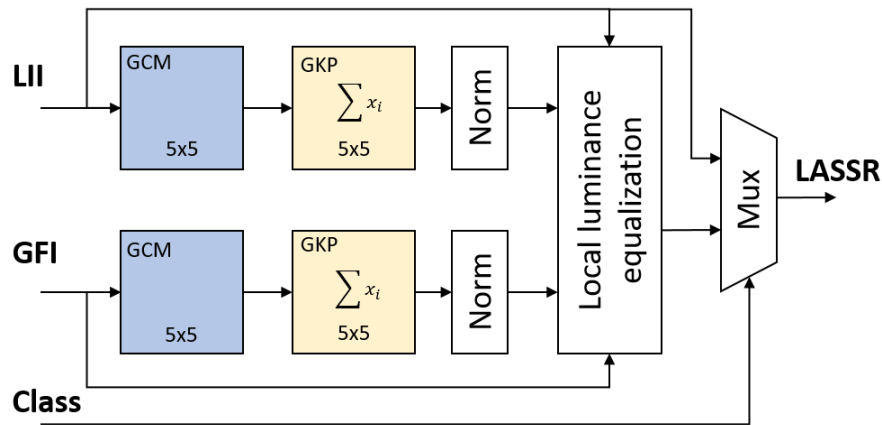 LII
GCM
5x5
GKP
∑ xᵢ
5x5
Norm
Local luminance
equalization
Mux
LASSR
GFI
GCM
5x5
GKP
∑ xᵢ
5x5
Norm
Class